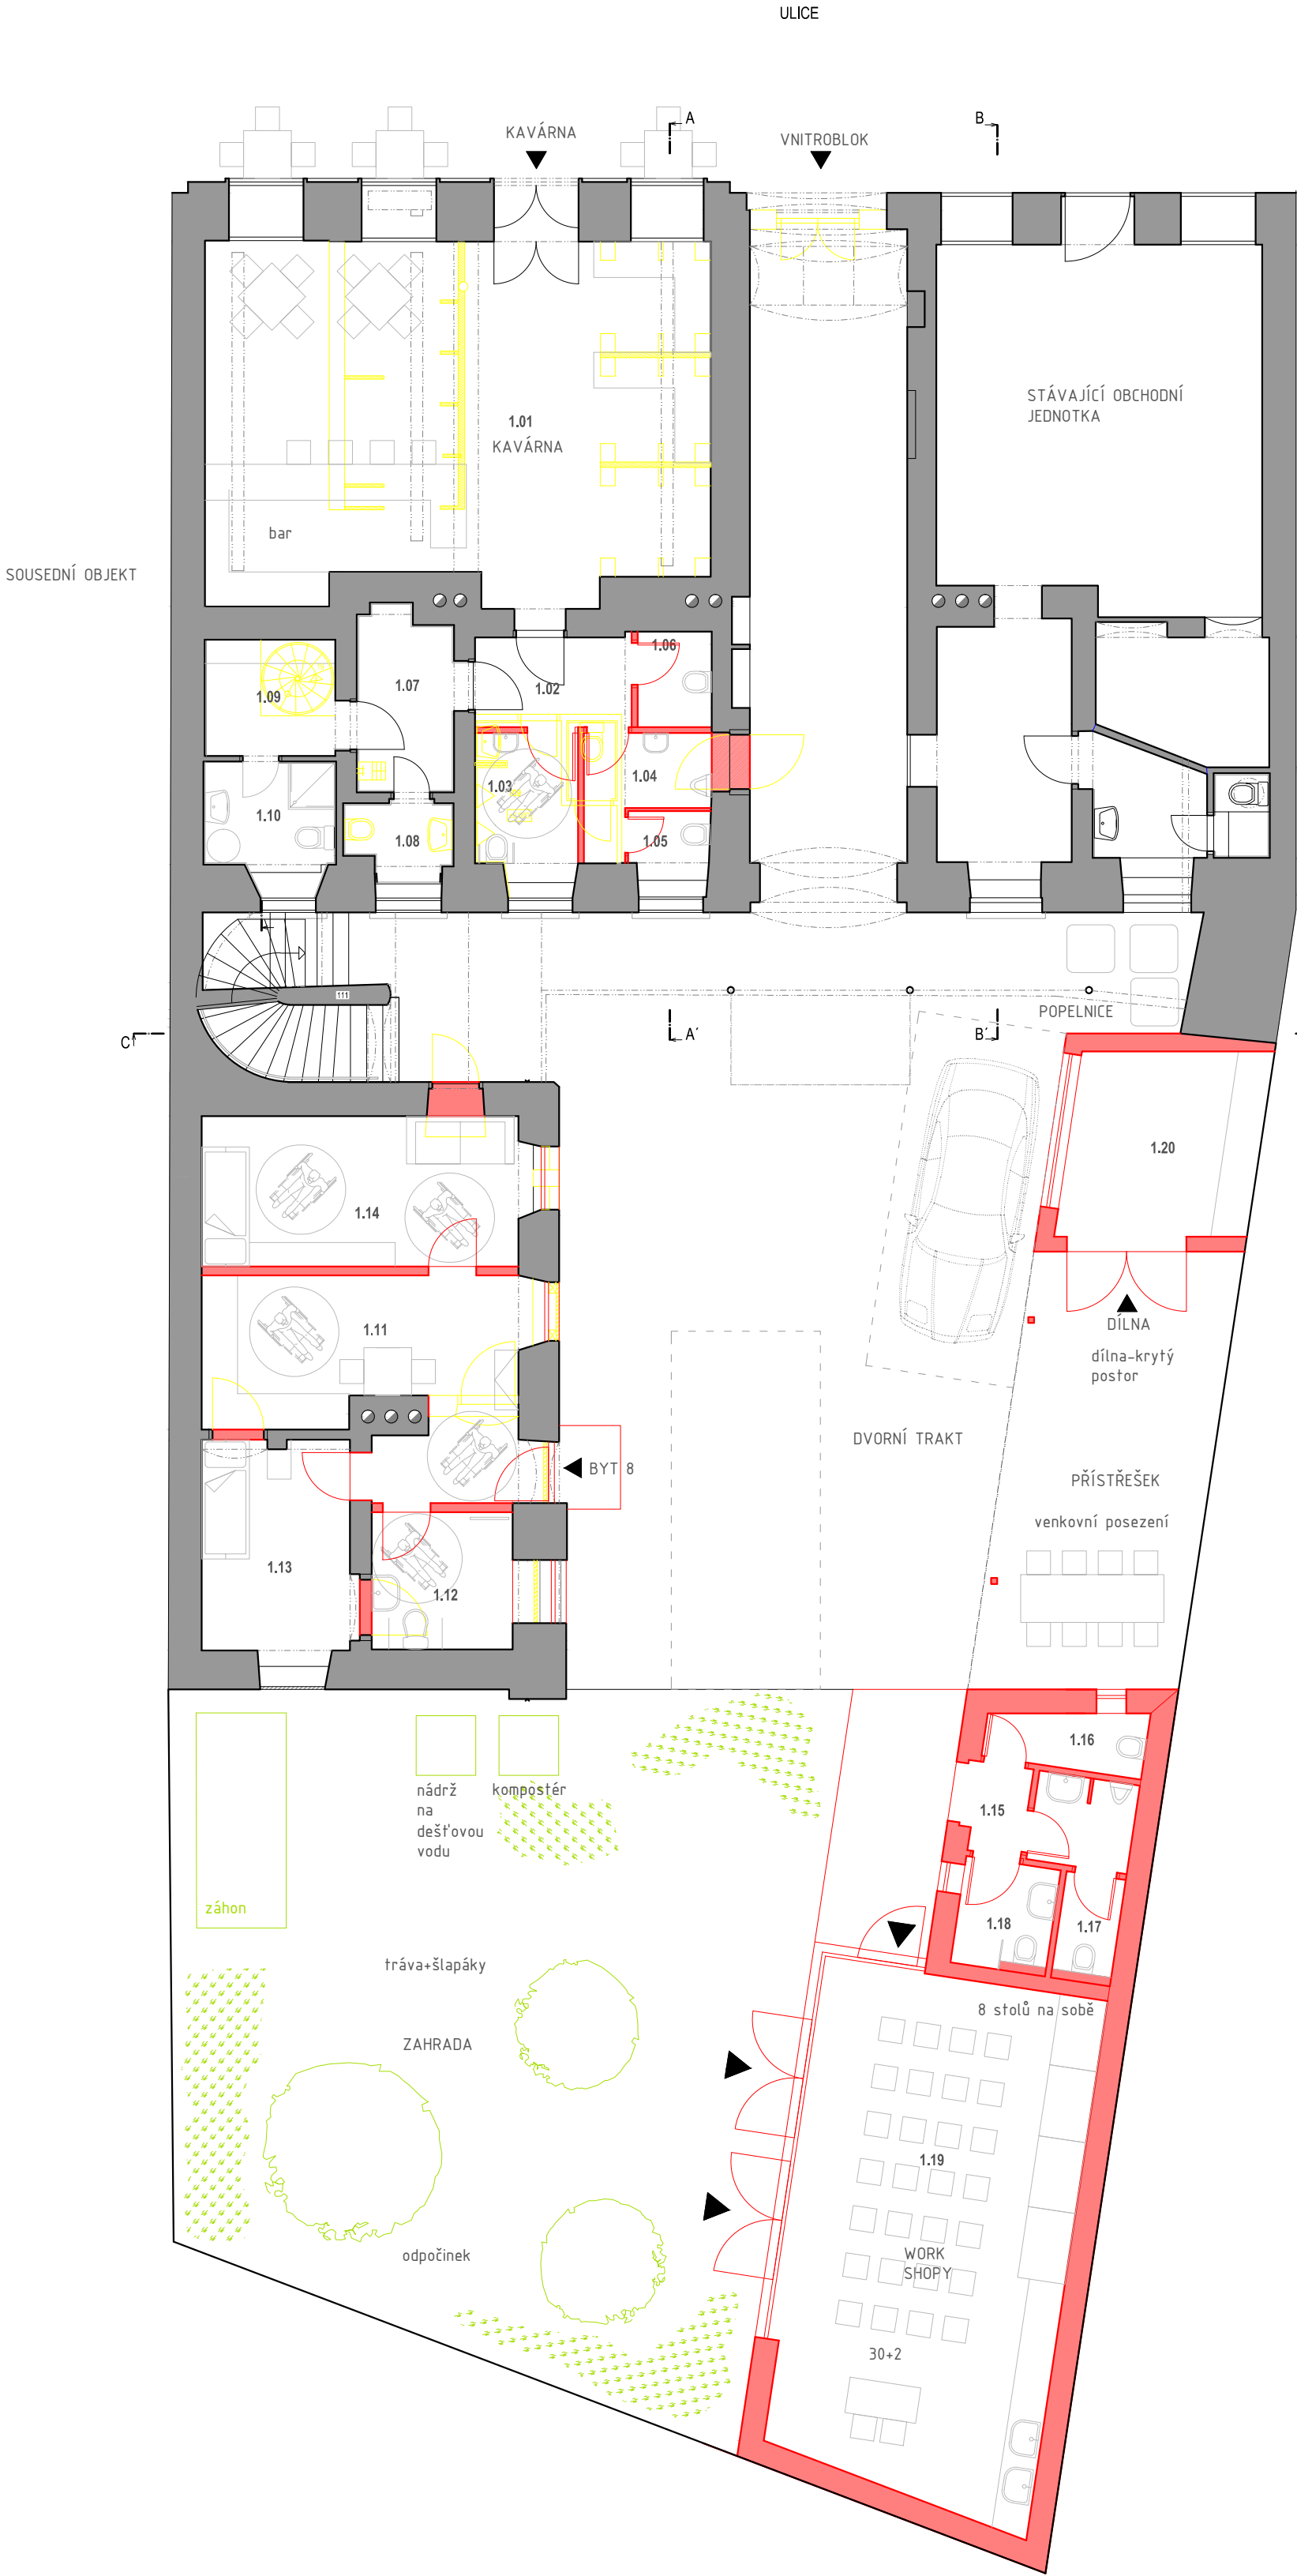 ULICE
KAVÁRNA
A
B
VNITROBLOK
STÁVAJÍCÍ OBCHODNÍ
JEDNOTKA
1.01
KAVÁRNA
bar
SOUSEDNÍ OBJEKT
1.06
1.02
1.07
1.09
1.04
1.03
1.10
1.08
1.05
111
POPELNICE
C
A´
B´
1.20
1.14
DÍLNA
1.11
dílna-krytý
postor
DVORNÍ TRAKT
BYT 8
PŘÍSTŘEŠEK
venkovní posezení
1.13
1.12
1.16
nádrž
na
dešťovou
vodu
kompostér
1.15
záhon
1.18
1.17
tráva+šlapáky
8 stolů na sobě
ZAHRADA
1.19
odpočinek
WORK
SHOPY
30+2